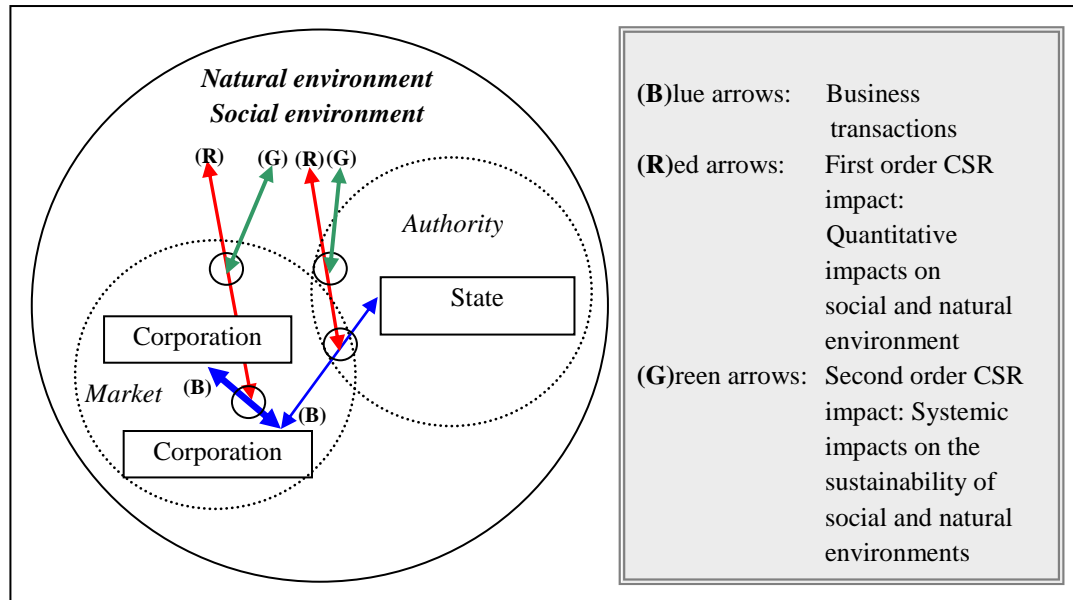 Natural environment
Social environment
(R) (G) (R) (G)
Authority
State
Corporation
Market
(B)
(B)
Corporation
(B)lue arrows: Business
transactions
(R)ed arrows: First order CSR
impact:
Quantitative
impacts on
social and natural
environment
(G)reen arrows: Second order CSR
impact: Systemic
impacts on the
sustainability of
social and natural
environments